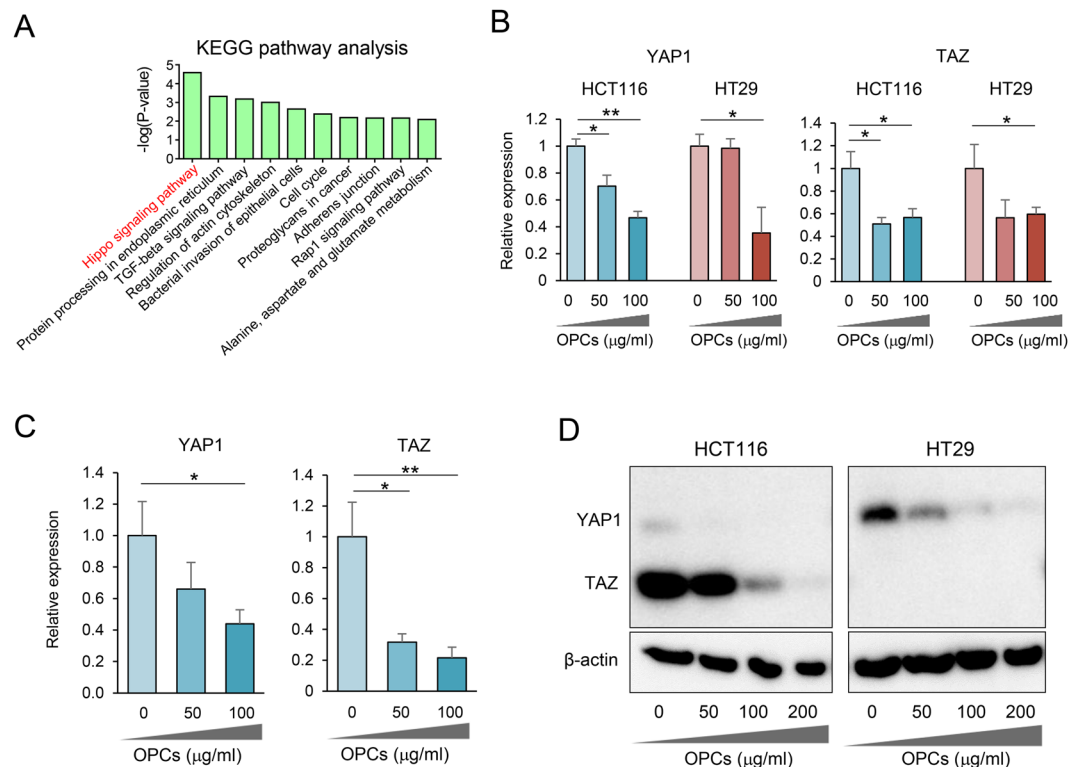 A
KEGG pathway analysis
-log(P-value)
5
4
3
2
1
0
Hippo signaling pathway
Protein processing in endoplasmic reticulum
TGF-beta signaling pathway
Regulation of actin cytoskeleton
Bacterial invasion of epithelial cells
Cell cycle
Proteoglycans in cancer
Adherens junction
Rap1 signaling pathway
Alanine, aspartate and glutamate metabolism
B
YAP1
HCT116
HT29
Relative expression
1.2
1
0.8
0.6
0.4
0.2
0
**
*
*
0 50 100
0 50 100
OPCs (μg/ml)
OPCs (μg/ml)
TAZ
HCT116
HT29
1.4
1.2
1
0.8
0.6
0.4
0.2
0
*
*
*
0 50 100
0 50 100
OPCs (μg/ml)
OPCs (μg/ml)
C
YAP1
Relative expression
1.4
1.2
1.0
0.8
0.6
0.4
0.2
0.0
*
0 50 100
OPCs (μg/ml)
TAZ
1.4
1.2
1.0
0.8
0.6
0.4
0.2
0
**
*
0 50 100
OPCs (μg/ml)
D
HCT116
HT29
YAP1
TAZ
β-actin
0 50 100 200
0 50 100 200
OPCs (μg/ml)
OPCs (μg/ml)